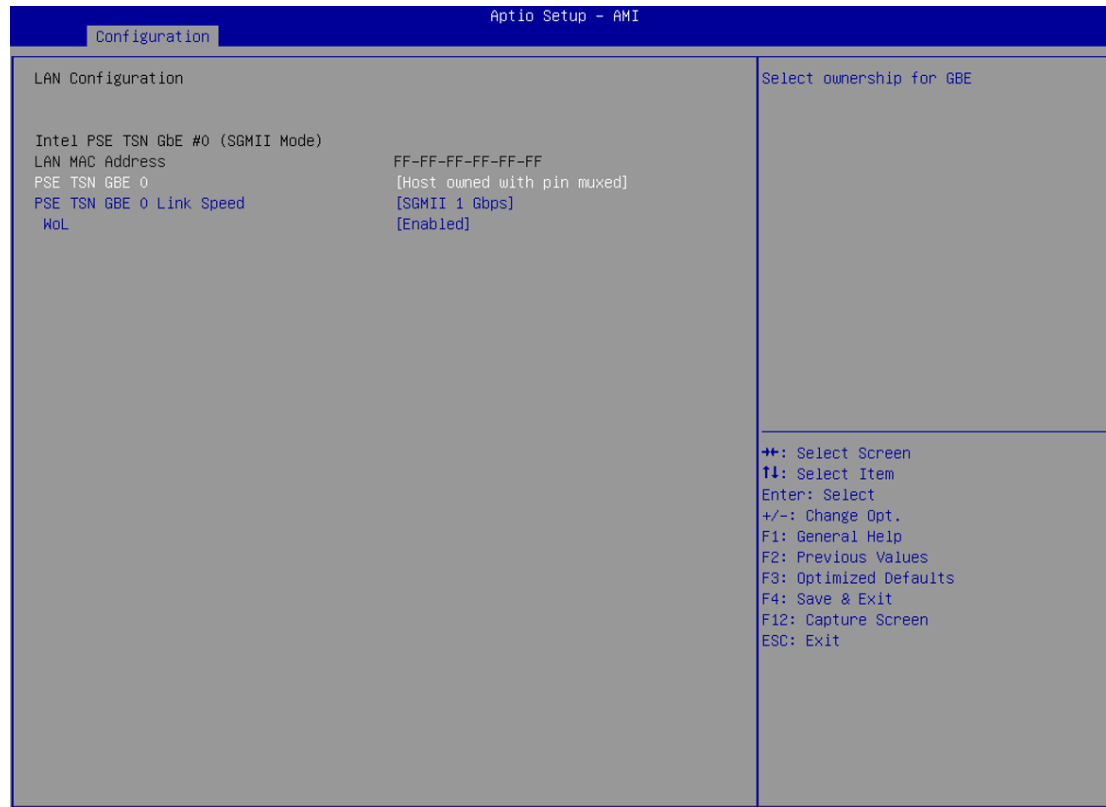 Aptio Setup – AMI
Configuration
LAN Configuration
Intel PSE TSN GbE #0 (SGMII Mode)
LAN MAC Address FF-FF-FF-FF-FF-FF
PSE TSN GBE 0 [Host owned with pin muxed]
PSE TSN GBE 0 Link Speed [SGMII 1 Gbps]
WoL [Enabled]
Select ownership for GBE
→←: Select Screen
↑↓: Select Item
Enter: Select
+/-: Change Opt.
F1: General Help
F2: Previous Values
F3: Optimized Defaults
F4: Save & Exit
F12: Capture Screen
ESC: Exit